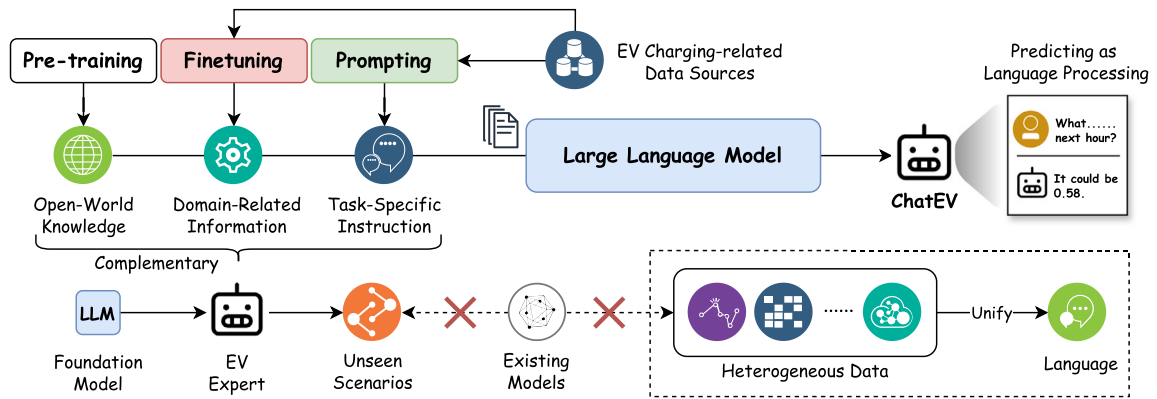 Pre-training
Finetuning
Prompting
EV Charging-related
Data Sources
Predicting as
Language Processing
What......
next hour?
It could be
0.58.
Large Language Model
ChatEV
Open-World
Knowledge
Domain-Related
Information
Task-Specific
Instruction
Complementary
LLM
Foundation
Model
EV
Expert
Unseen
Scenarios
Existing
Models
......
Heterogeneous Data
Unify
Language